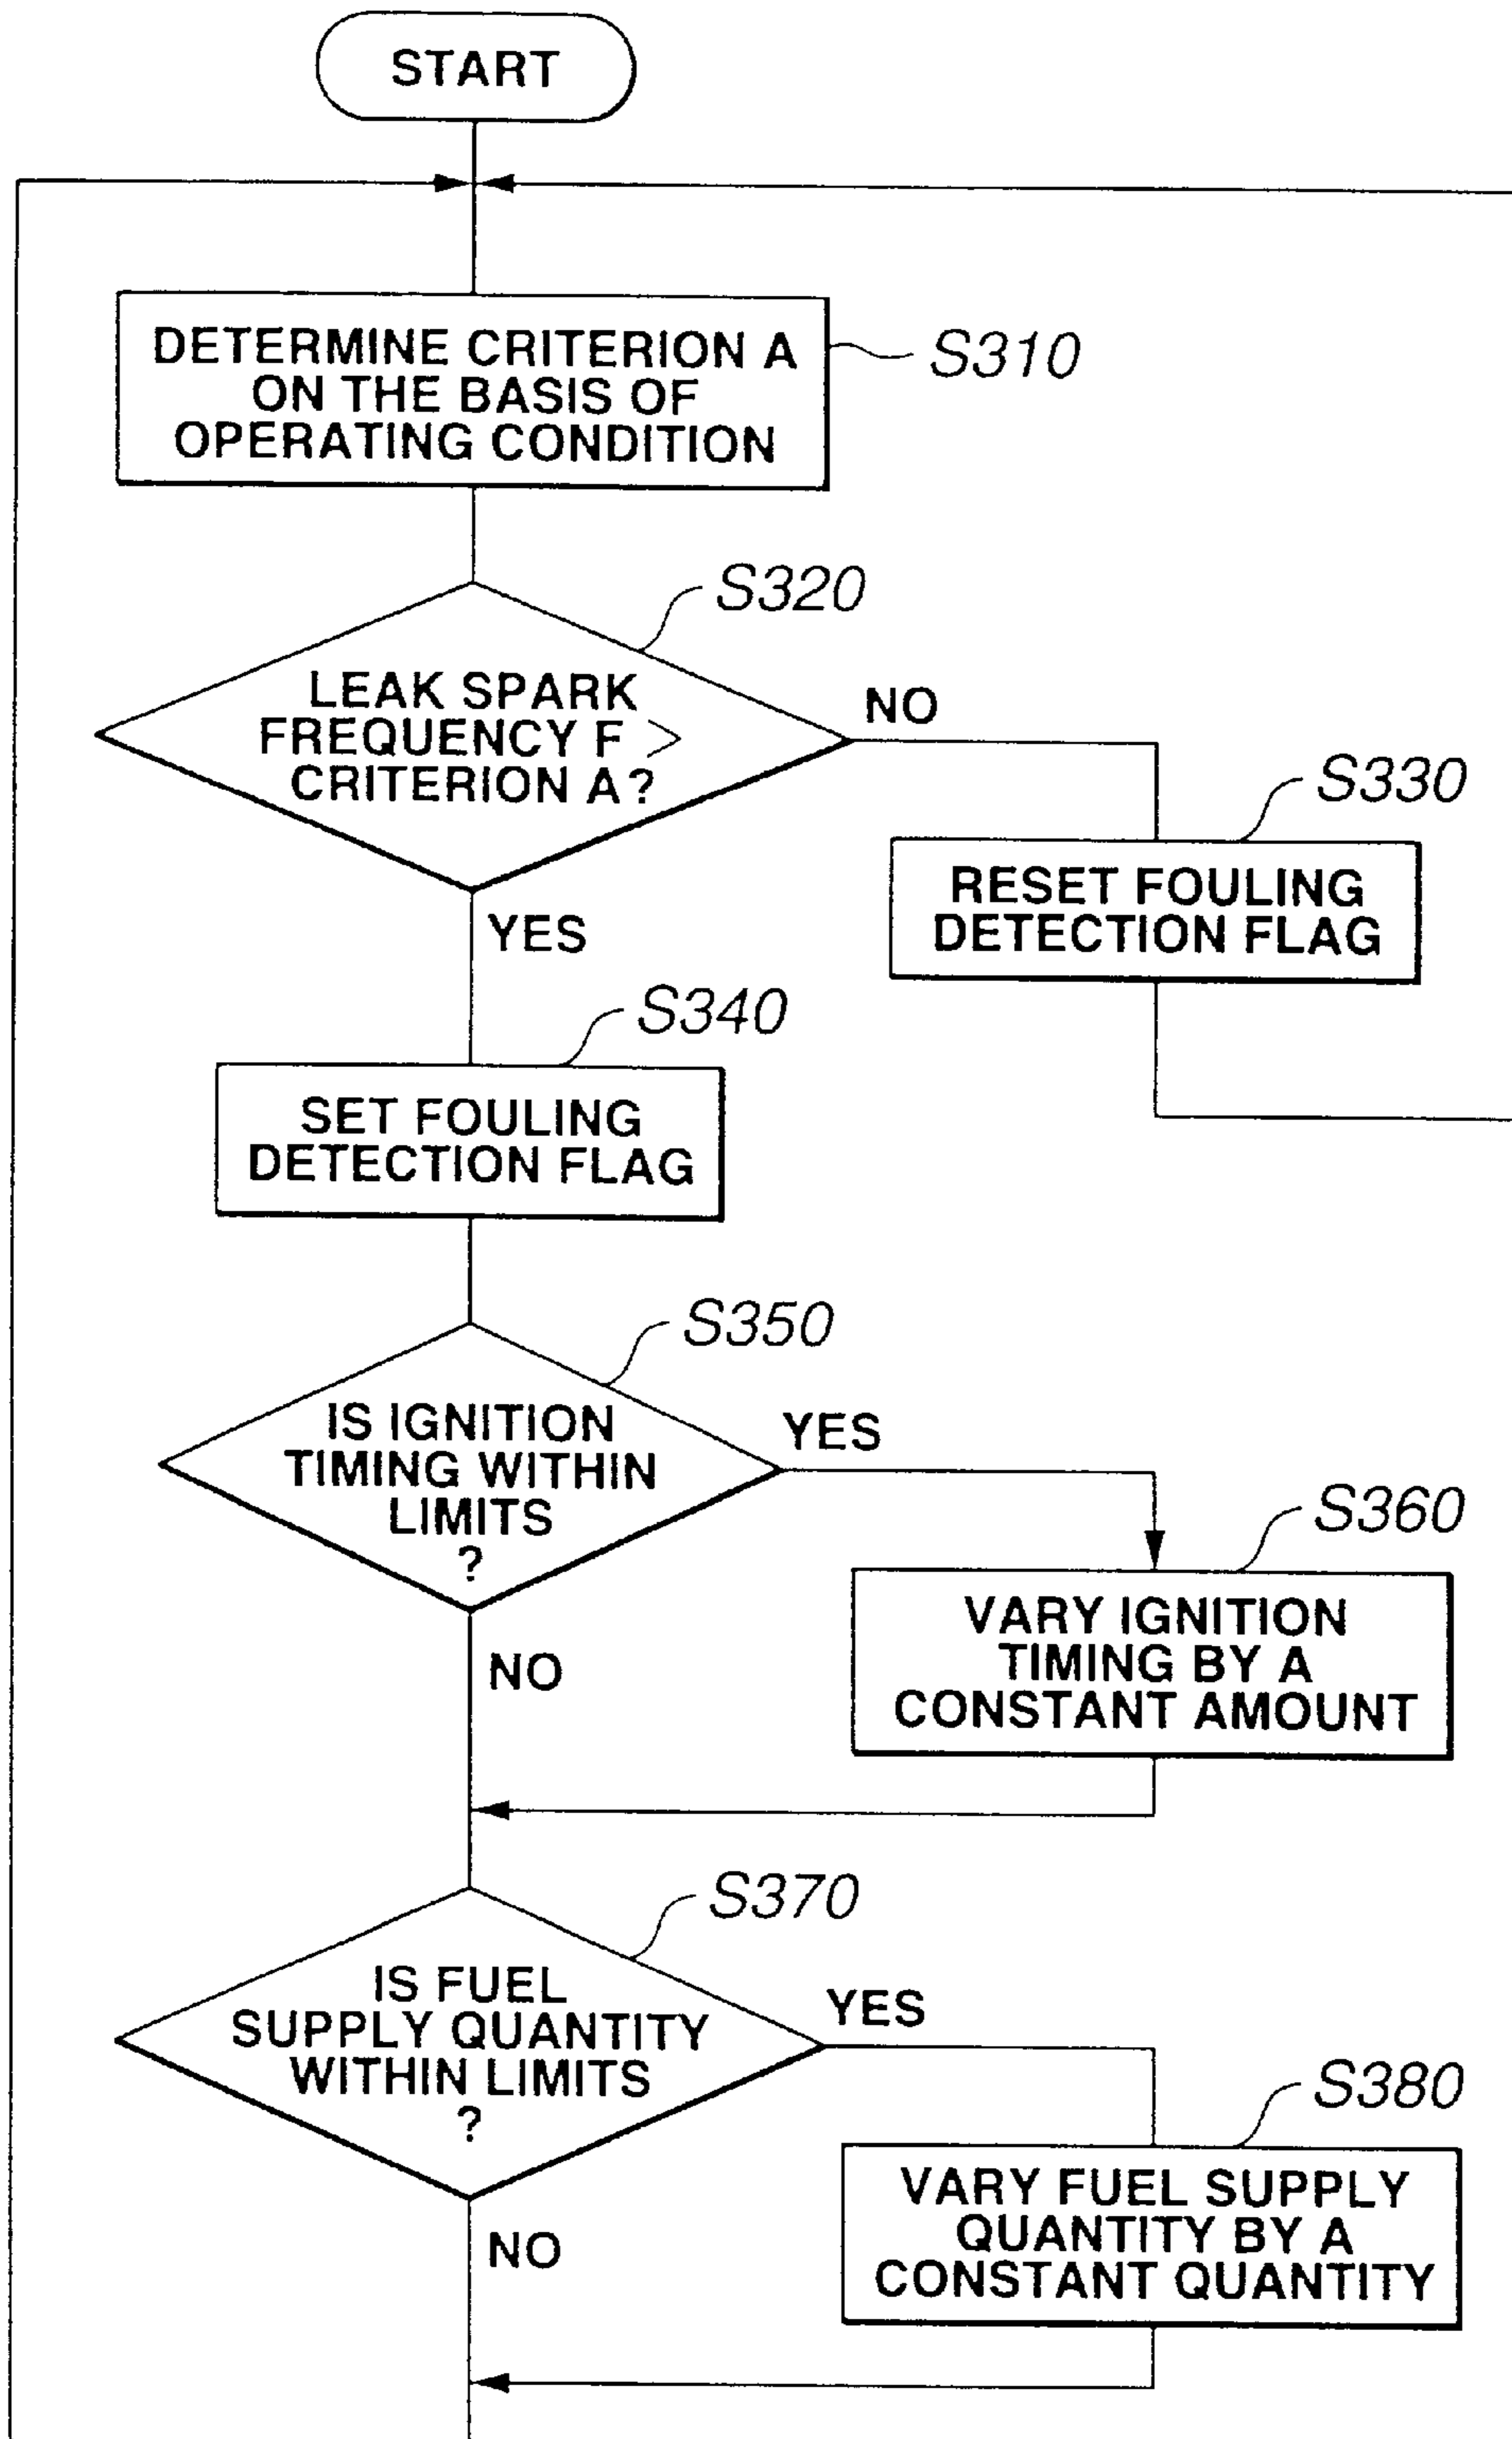 START
DETERMINE CRITERION A
ON THE BASIS OF
OPERATING CONDITION
S310
S320
LEAK SPARK
FREQUENCY F >
CRITERION A?
NO
YES
S330
RESET FOULING
DETECTION FLAG
S340
SET FOULING
DETECTION FLAG
S350
IS IGNITION
TIMING WITHIN
LIMITS
?
YES
NO
S360
VARY IGNITION
TIMING BY A
CONSTANT AMOUNT
S370
IS FUEL
SUPPLY QUANTITY
WITHIN LIMITS
?
YES
NO
S380
VARY FUEL SUPPLY
QUANTITY BY A
CONSTANT QUANTITY